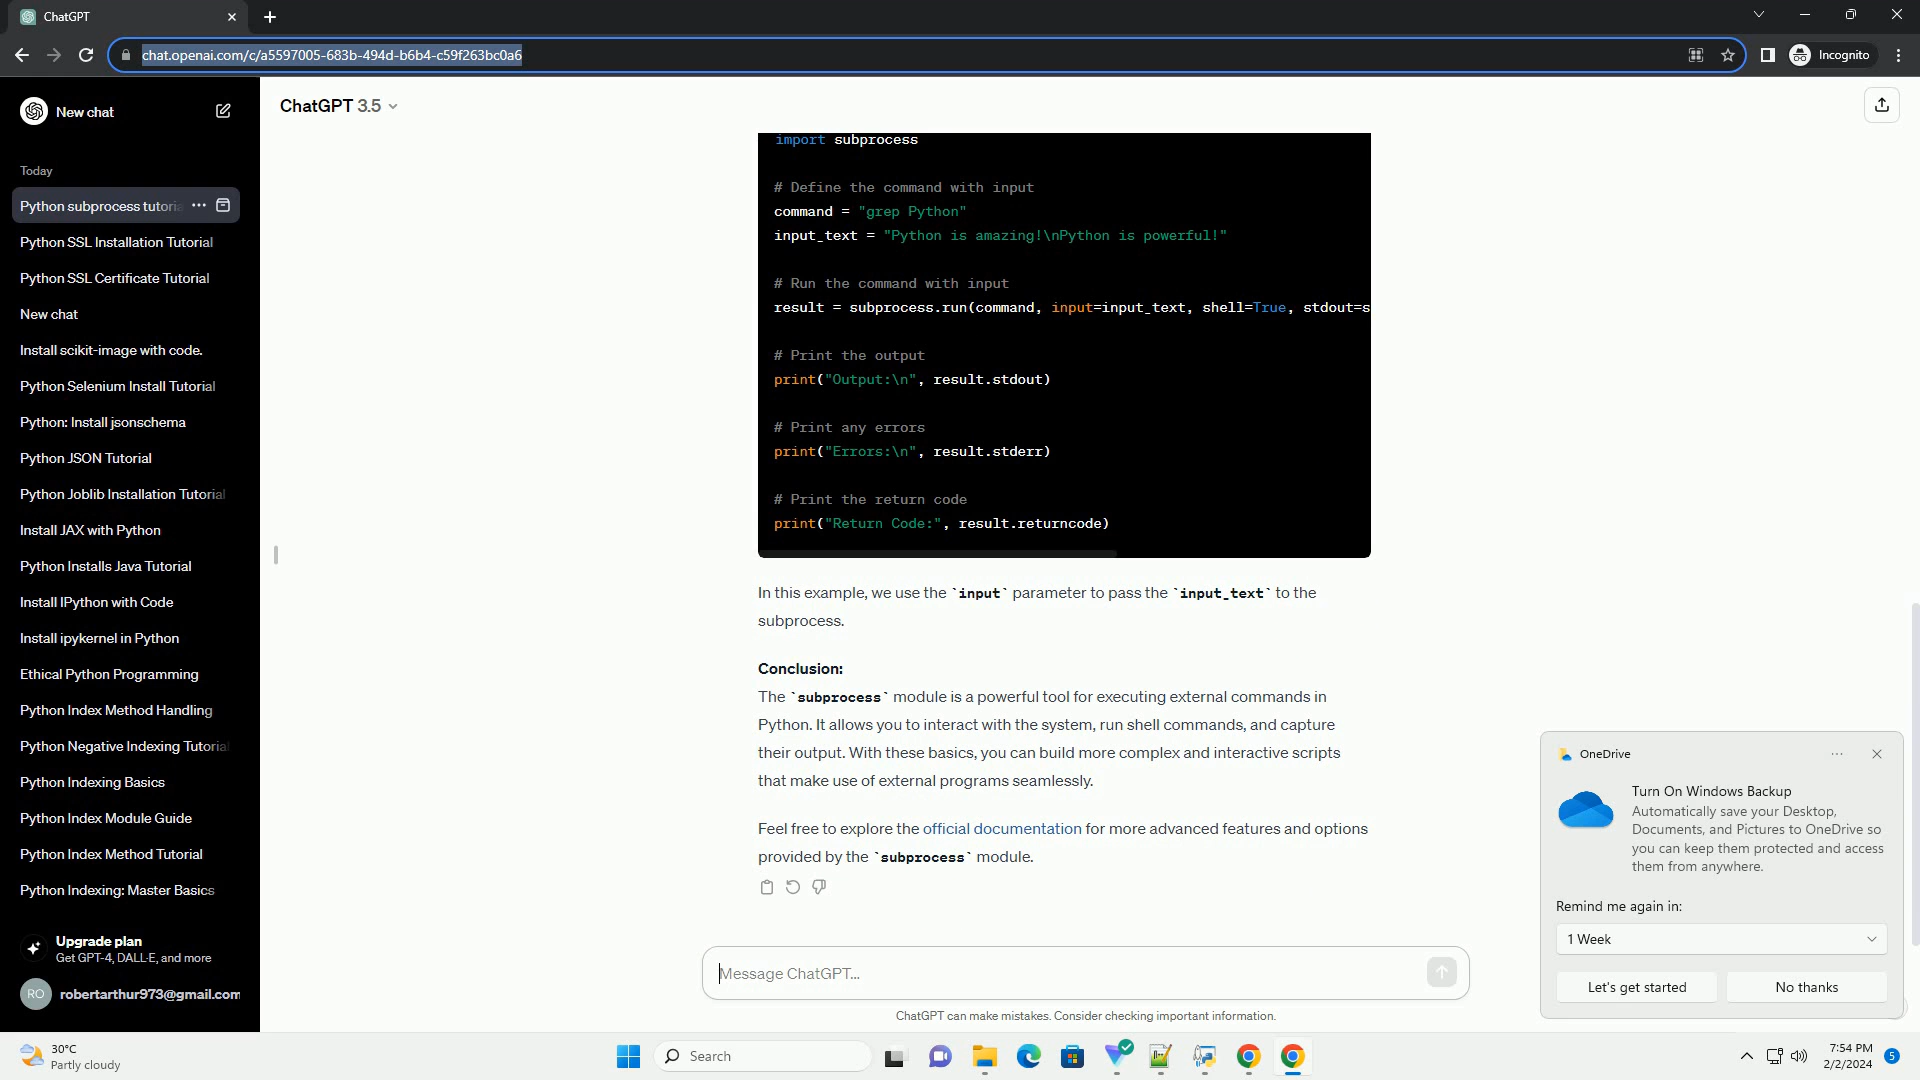 ChatGPT
chat.openai.com/c/a5597005-683b-494d-b6b4-c59f263bc0a6
Incognito
New chat
ChatGPT 3.5
Today
Python subprocess tutoria
Python SSL Installation Tutorial
Python SSL Certificate Tutorial
New chat
Install scikit-image with code.
Python Selenium Install Tutorial
Python: Install jsonschema
Python JSON Tutorial
Python Joblib Installation Tutorial
Install JAX with Python
Python Installs Java Tutorial
Install IPython with Code
Install ipykernel in Python
Ethical Python Programming
Python Index Method Handling
Python Negative Indexing Tutorial
Python Indexing Basics
Python Index Module Guide
Python Index Method Tutorial
Python Indexing: Master Basics
Upgrade plan
Get GPT-4, DALL·E, and more
RO
robertarthur973@gmail.com
import subprocess
# Define the command with input
command = "grep Python"
input_text = "Python is amazing!\nPython is powerful!"
# Run the command with input
result = subprocess.run(command, input=input_text, shell=True, stdout=s
# Print the output
print("Output:\n", result.stdout)
# Print any errors
print("Errors:\n", result.stderr)
# Print the return code
print("Return Code:", result.returncode)
In this example, we use the `input` parameter to pass the `input_text` to the
subprocess.
Conclusion:
The `subprocess` module is a powerful tool for executing external commands in
Python. It allows you to interact with the system, run shell commands, and capture
their output. With these basics, you can build more complex and interactive scripts
that make use of external programs seamlessly.
Feel free to explore the official documentation for more advanced features and options
provided by the `subprocess` module.
Message ChatGPT...
ChatGPT can make mistakes. Consider checking important information.
OneDrive
Turn On Windows Backup
Automatically save your Desktop,
Documents, and Pictures to OneDrive so
you can keep them protected and access
them from anywhere.
Remind me again in:
1 Week
Let's get started
No thanks
30°C
Partly cloudy
Search
7:54 PM
2/2/2024
5